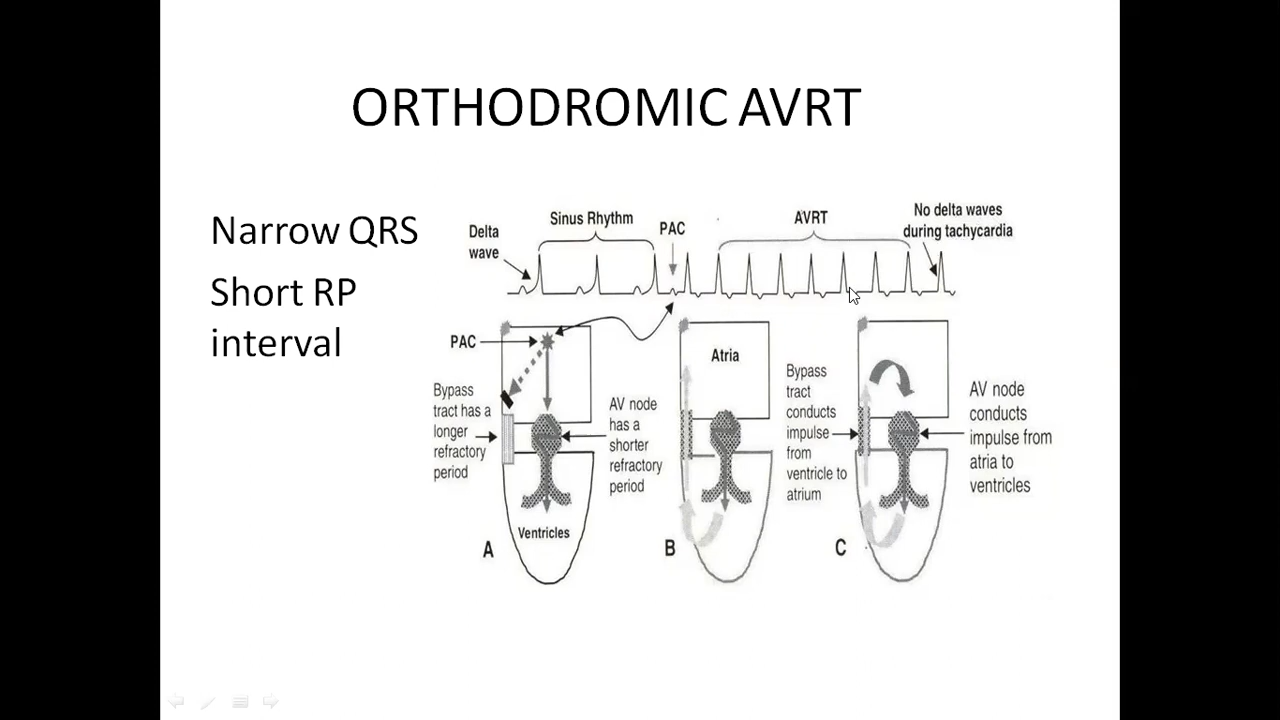 ORTHODROMIC AVRT
Narrow QRS
Short RP
interval
Delta
wave
Sinus Rhythm
PAC
AVRT
No delta waves
during tachycardia
PAC
Bypass
tract has a
longer
refractory
period
AV node
has a
shorter
refractory
period
Ventricles
A
Atria
B
Bypass
tract
conducts
impulse
from
ventricle to
atrium
AV node
conducts
impulse from
atria to
ventricles
C